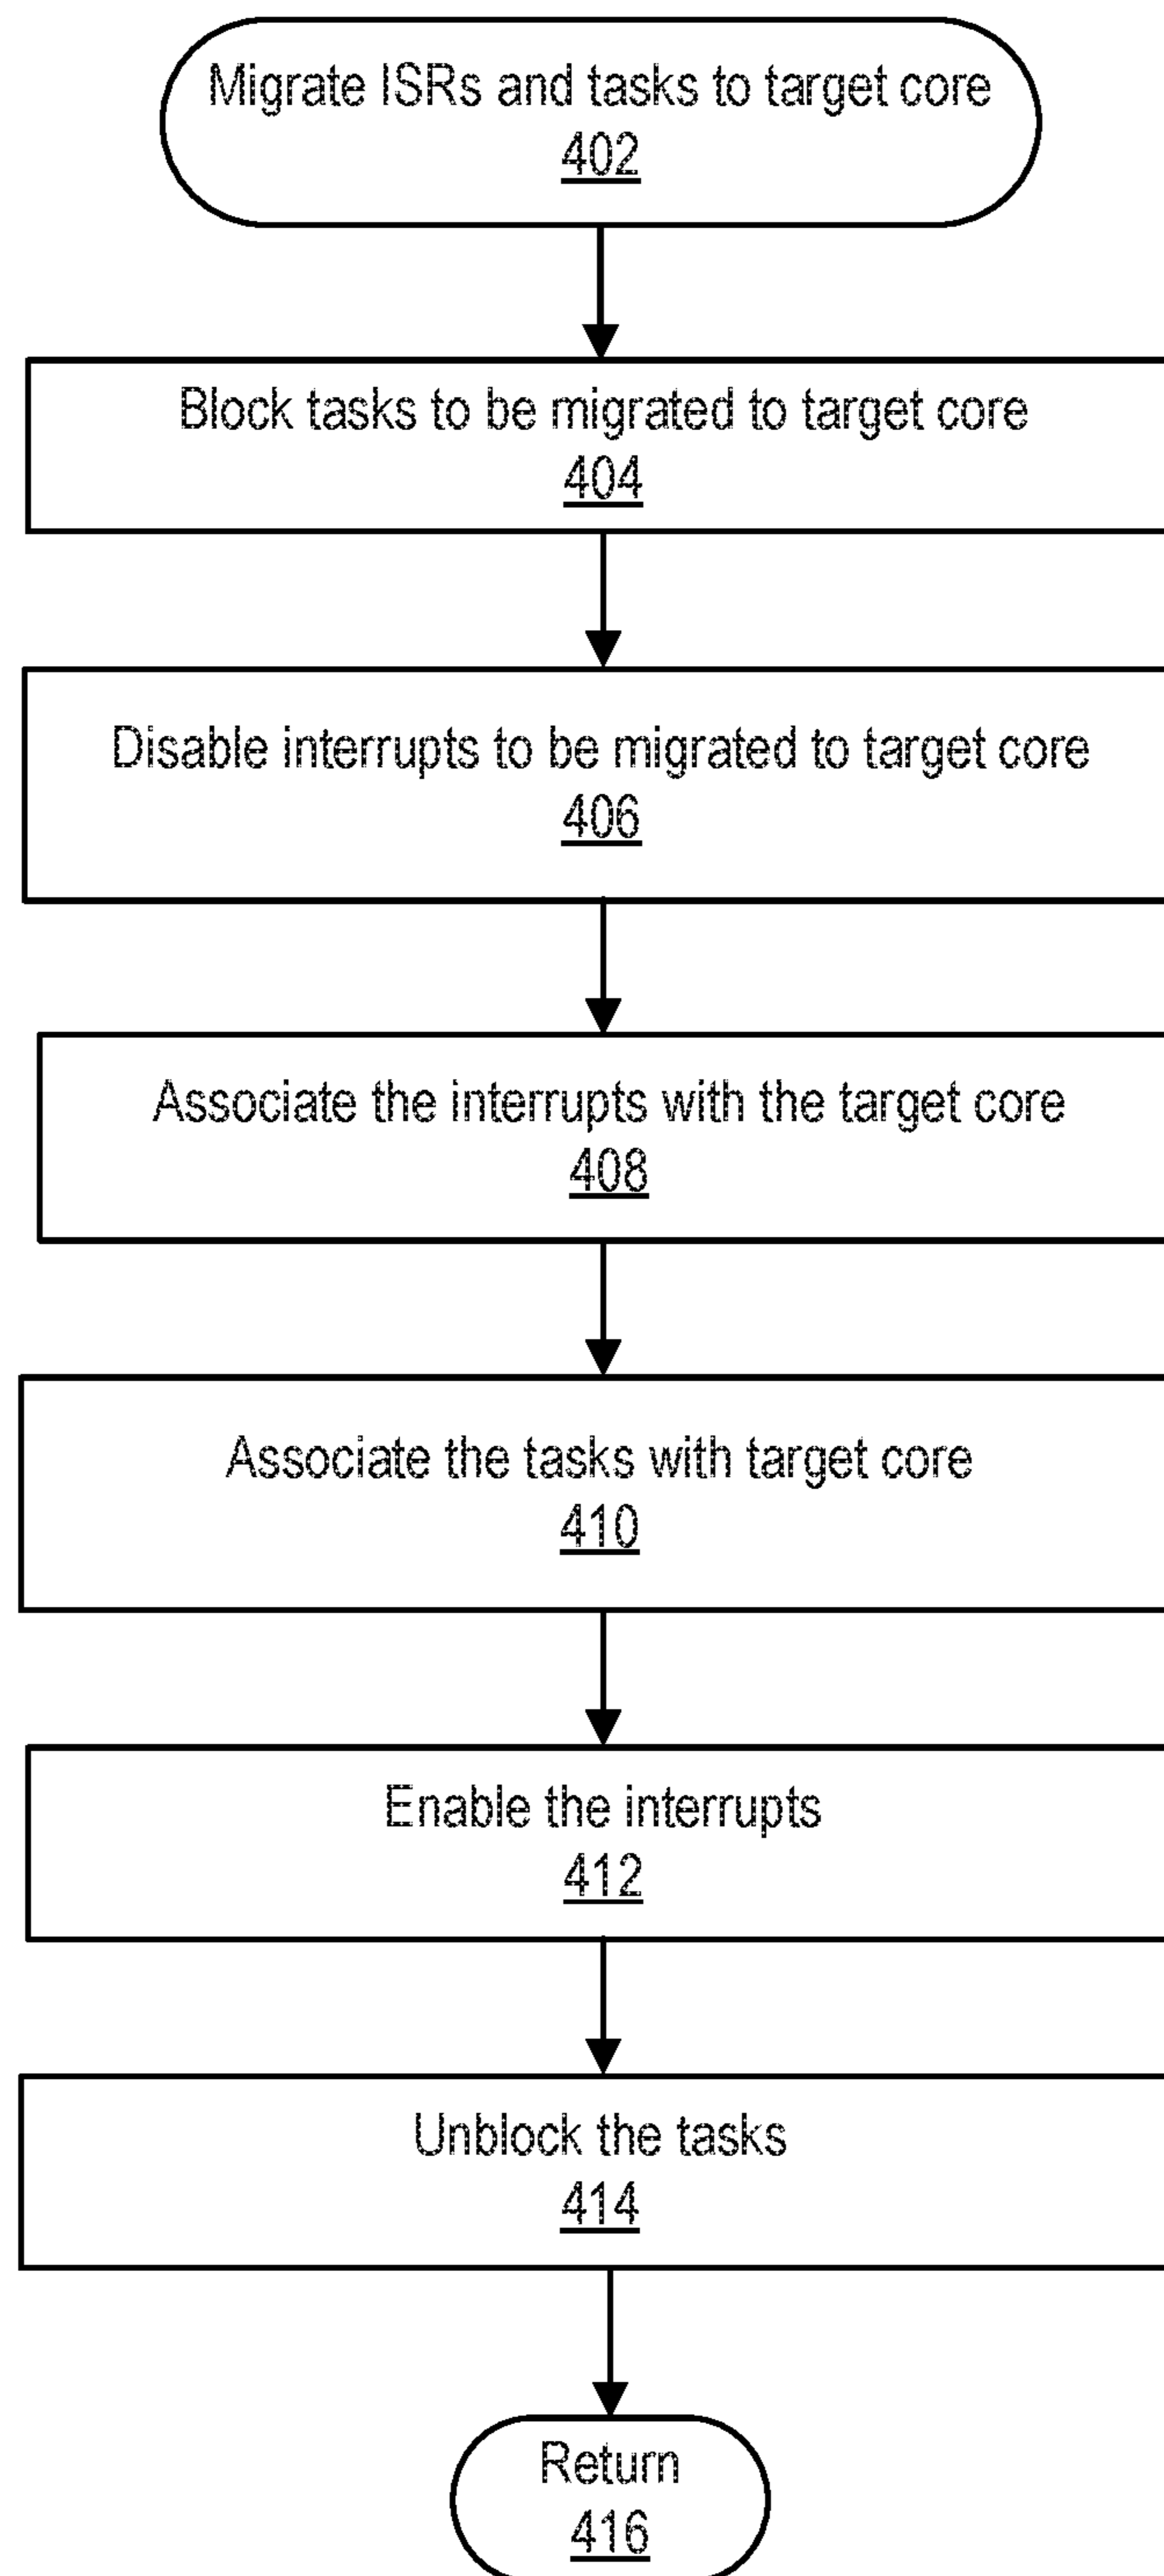 Migrate ISRs and tasks to target core
402
Block tasks to be migrated to target core
404
Disable interrupts to be migrated to target core
406
Associate the interrupts with the target core
408
Associate the tasks with target core
410
Enable the interrupts
412
Unblock the tasks
414
Return
416